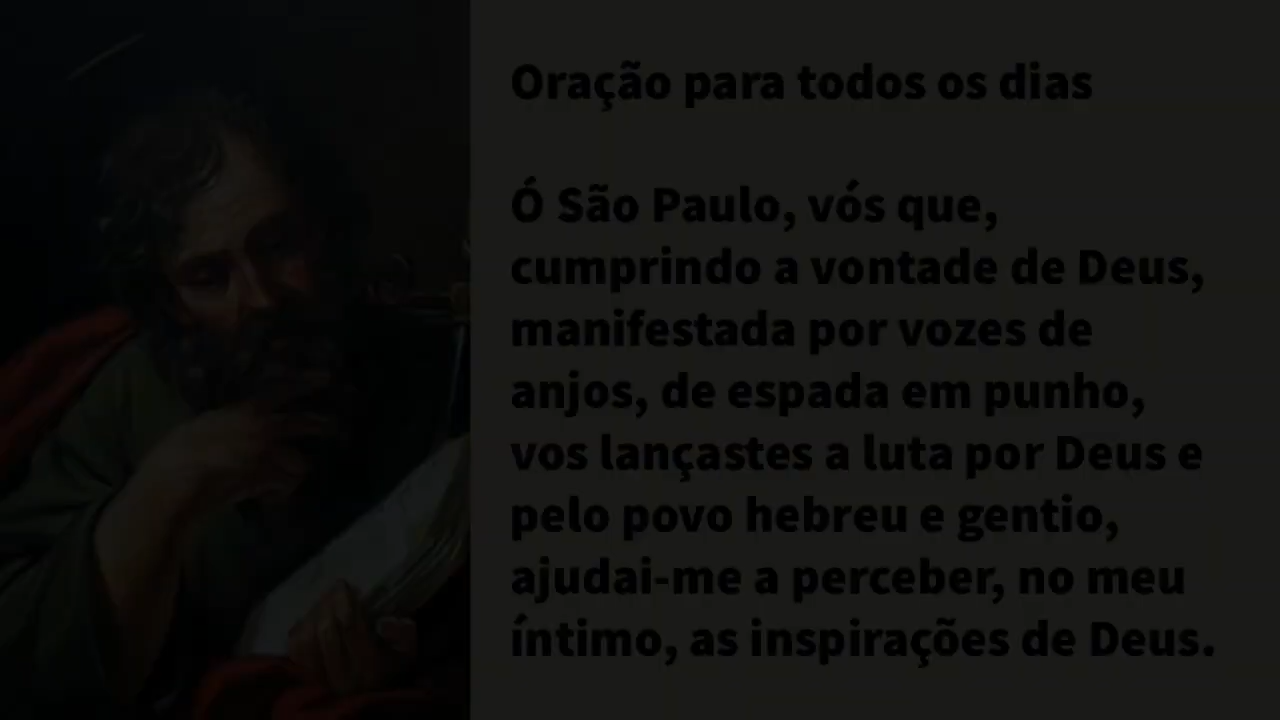 Oração para todos os dias
Ó São Paulo, vós que,
cumprindo a vontade de Deus,
manifestada por vozes de
anjos, de espada em punho,
vos lançastes a luta por Deus e
pelo povo hebreu e gentio,
ajudai-me a perceber, no meu
íntimo, as inspirações de Deus.